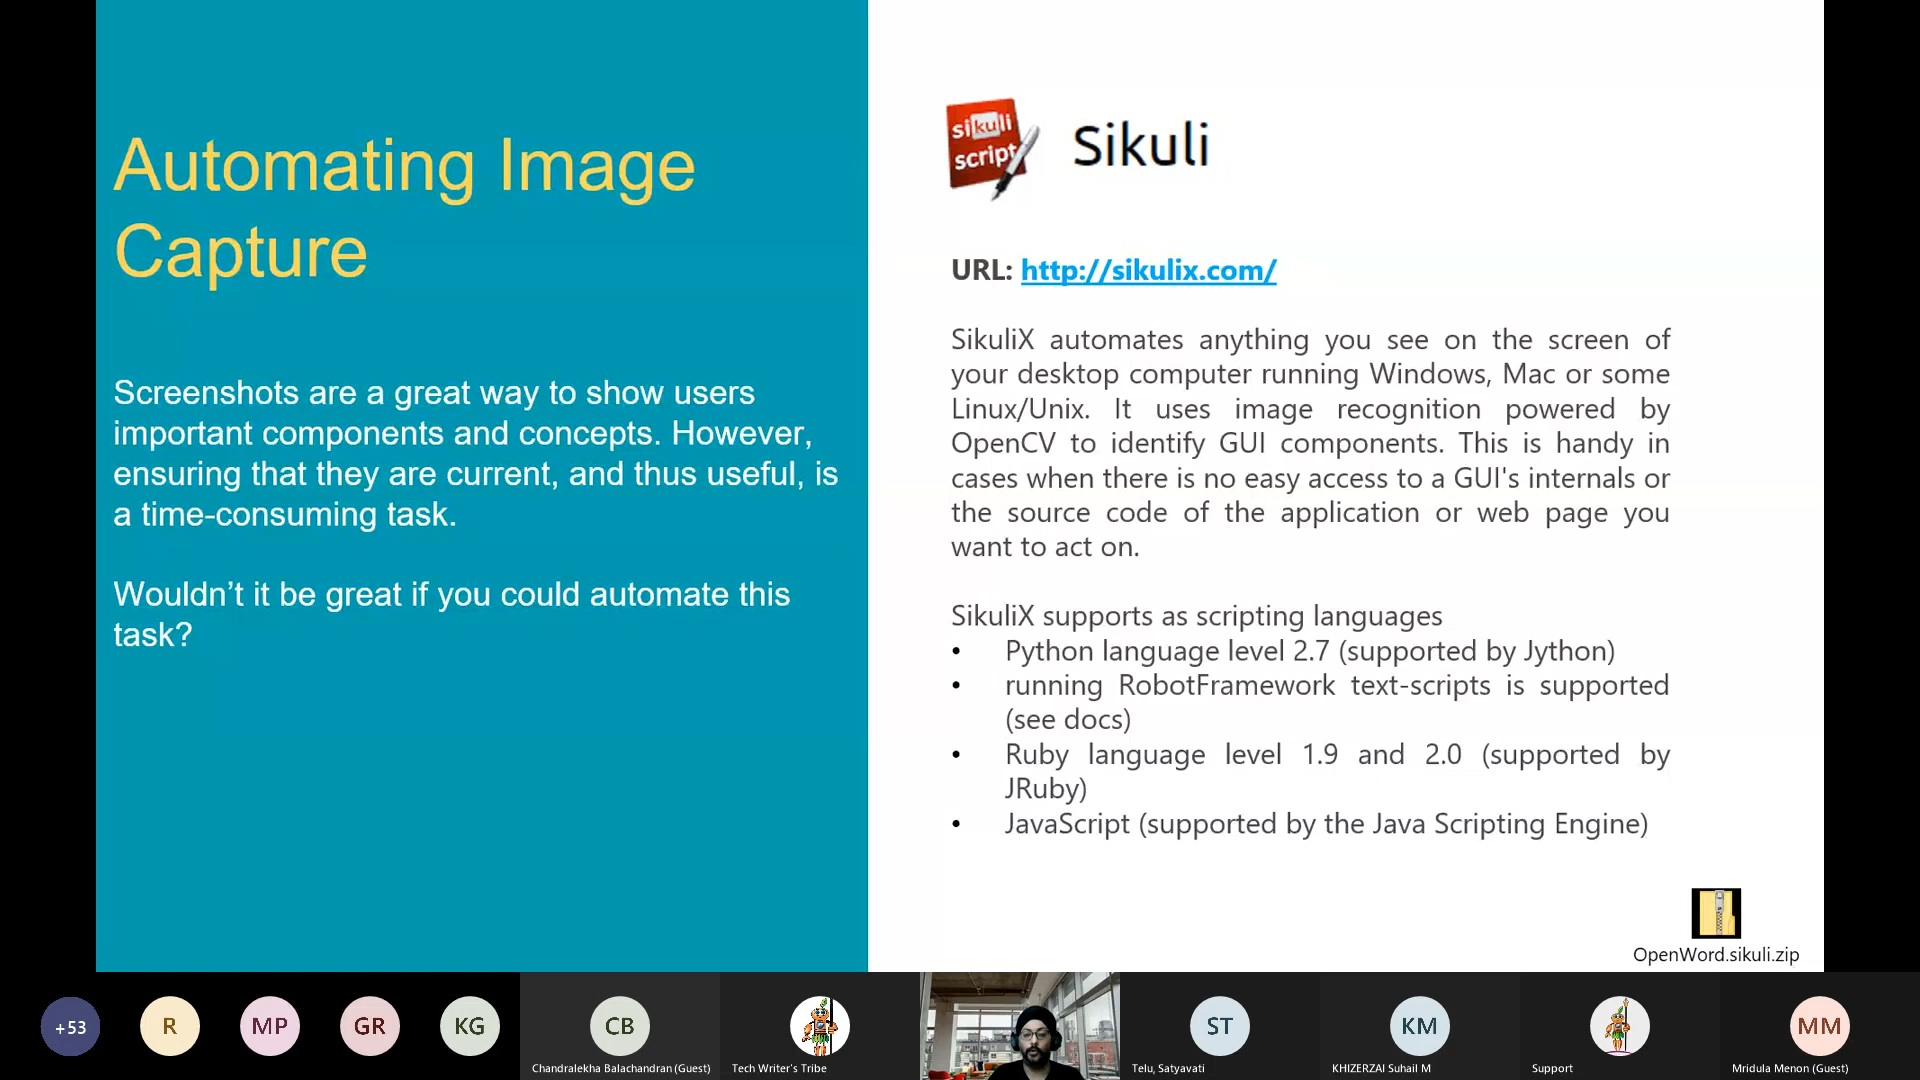 Automating Image
Capture
Screenshots are a great way to show users
important components and concepts. However,
ensuring that they are current, and thus useful, is
a time-consuming task.
Wouldn’t it be great if you could automate this
task?
sikuli
script
Sikuli
URL: http://sikulix.com/
SikuliX automates anything you see on the screen of
your desktop computer running Windows, Mac or some
Linux/Unix. It uses image recognition powered by
OpenCV to identify GUI components. This is handy in
cases when there is no easy access to a GUI's internals or
the source code of the application or web page you
want to act on.
SikuliX supports as scripting languages
• Python language level 2.7 (supported by Jython)
• running RobotFramework text-scripts is supported
(see docs)
• Ruby language level 1.9 and 2.0 (supported by
JRuby)
• JavaScript (supported by the Java Scripting Engine)
OpenWord.sikuli.zip
+53
R
MP
GR
KG
CB
Chandralekha Balachandran (Guest)
Tech Writer's Tribe
ST
Telu, Satyavati
KM
KHIZERZAI Suhail M
Support
MM
Mridula Menon (Guest)